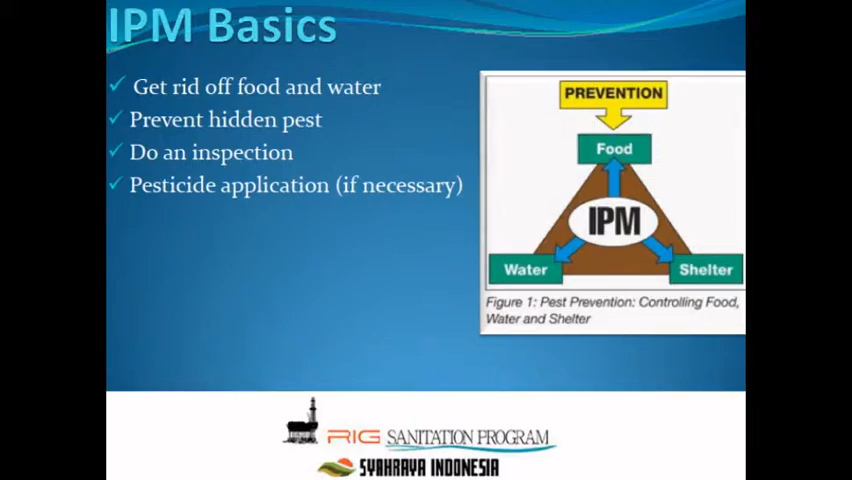 IPM Basics
Get rid off food and water
Prevent hidden pest
Do an inspection
Pesticide application (if necessary)
PREVENTION
Food
IPM
Water
Shelter
Figure 1: Pest Prevention: Controlling Food,
Water and Shelter
RIG SANITATION PROGRAM
SYAHRAYA INDONESIA